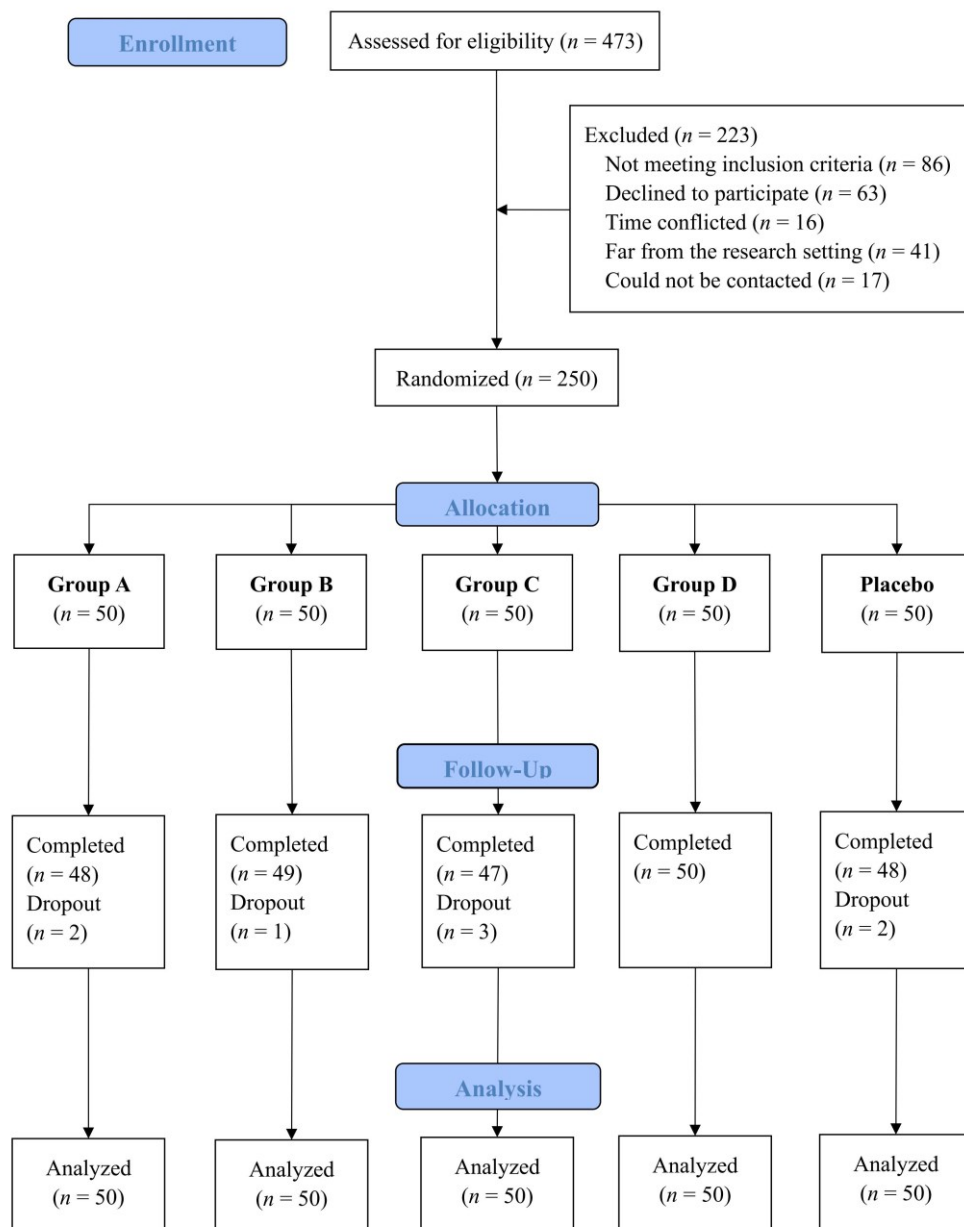 Enrollment
Assessed for eligibility (n = 473)
Excluded (n = 223)
Not meeting inclusion criteria (n = 86)
Declined to participate (n = 63)
Time conflicted (n = 16)
Far from the research setting (n = 41)
Could not be contacted (n = 17)
Randomized (n = 250)
Allocation
Group A
(n = 50)
Group B
(n = 50)
Group C
(n = 50)
Group D
(n = 50)
Placebo
(n = 50)
Follow-Up
Completed
(n = 48)
Dropout
(n = 2)
Completed
(n = 49)
Dropout
(n = 1)
Completed
(n = 47)
Dropout
(n = 3)
Completed
(n = 50)
Completed
(n = 48)
Dropout
(n = 2)
Analysis
Analyzed
(n = 50)
Analyzed
(n = 50)
Analyzed
(n = 50)
Analyzed
(n = 50)
Analyzed
(n = 50)